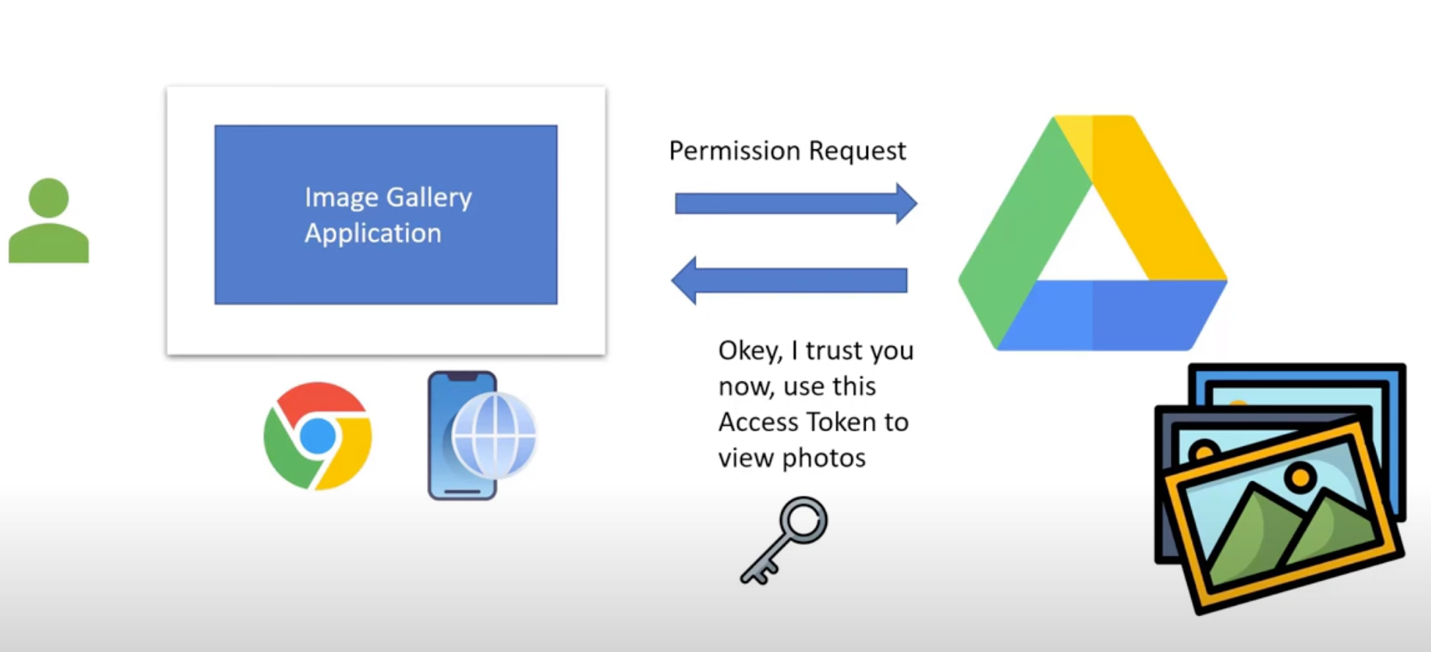 Image Gallery
Application
Permission Request
Okey, I trust you
now, use this
Access Token to
view photos